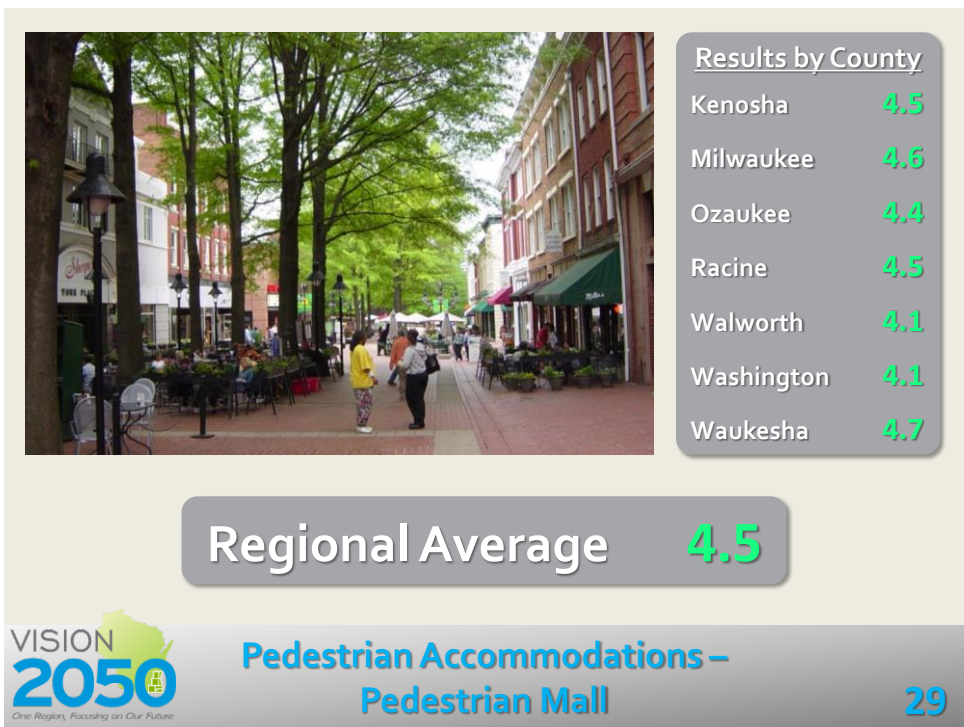 Results by County
Kenosha 4.5
Milwaukee 4.6
Ozaukee 4.4
Racine 4.5
Walworth 4.1
Washington 4.1
Waukesha 4.7
Regional Average 4.5
VISION
2050
One Region, Focusing on Our Future
Pedestrian Accommodations –
Pedestrian Mall
29